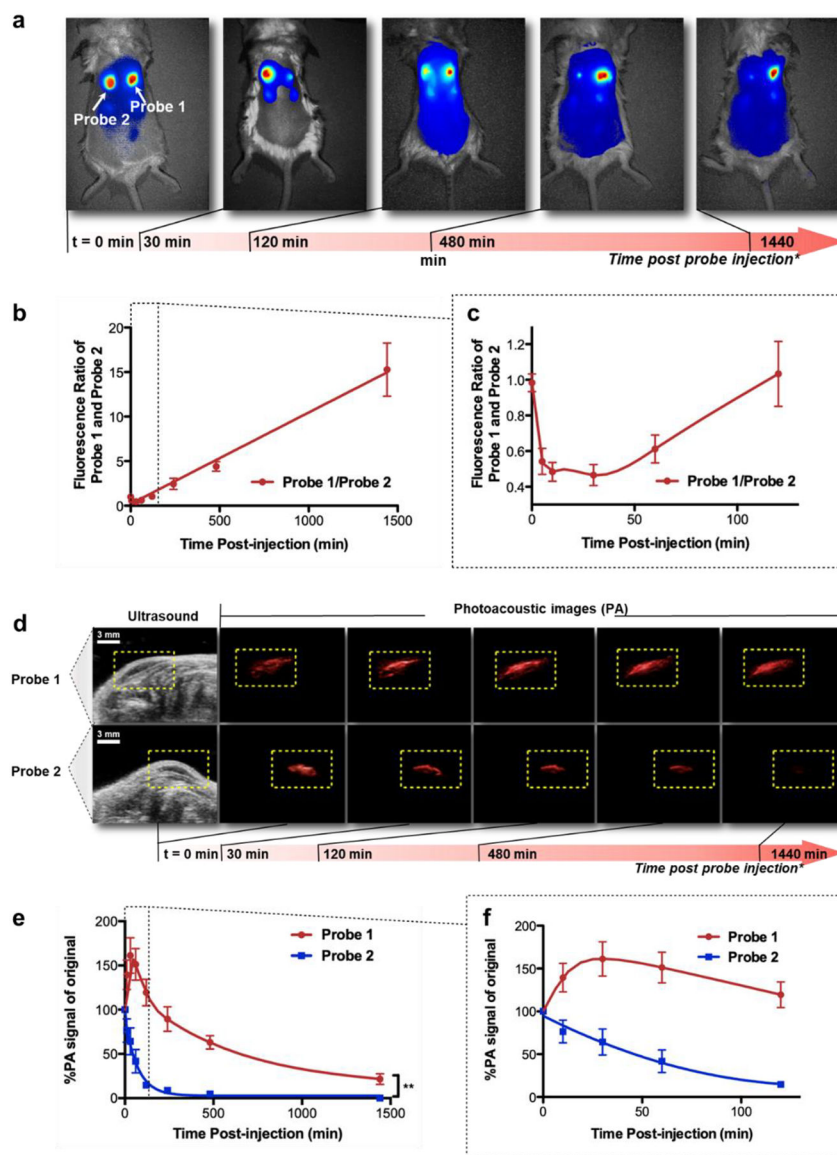 a
Probe 2
Probe 1
t = 0 min
30 min
120 min
480 min
1440
min
Time post probe injection*
b
Fluorescence Ratio of
Probe 1 and Probe 2
20
15
10
5
0
0
500
1000
1500
Probe 1/Probe 2
Time Post-injection (min)
c
Fluorescence Ratio of
Probe 1 and Probe 2
1.2
1.0
0.8
0.6
0.4
0
50
100
Probe 1/Probe 2
Time Post-injection (min)
d
Ultrasound
Photoacoustic images (PA)
Probe 1
3 mm
Probe 2
3 mm
t = 0 min
30 min
120 min
480 min
1440 min
Time post probe injection*
e
%PA signal of original
200
150
100
50
0
0
500
1000
1500
Probe 1
Probe 2
**
Time Post-injection (min)
f
%PA signal of original
200
150
100
50
0
0
50
100
Probe 1
Probe 2
Time Post-injection (min)